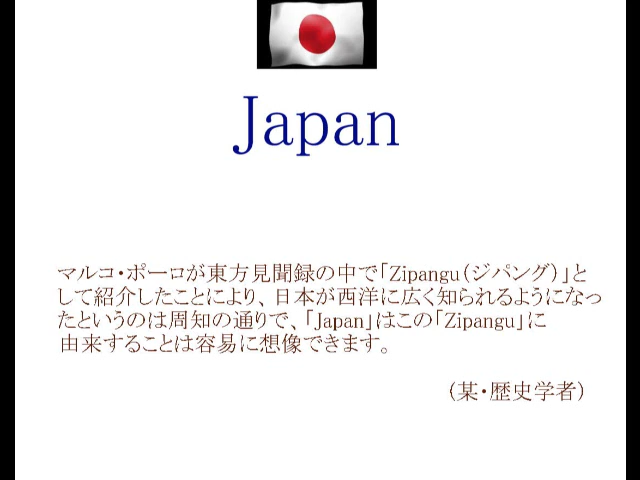 Japan
マルコ・ポーロが東方見聞録の中で「Zipangu(ジパング)」と
して紹介したことにより、日本が西洋に広く知られるようになっ
たというのは周知の通りで、「Japan」はこの「Zipangu」に
由来することは容易に想像できます。
(某・歴史学者)